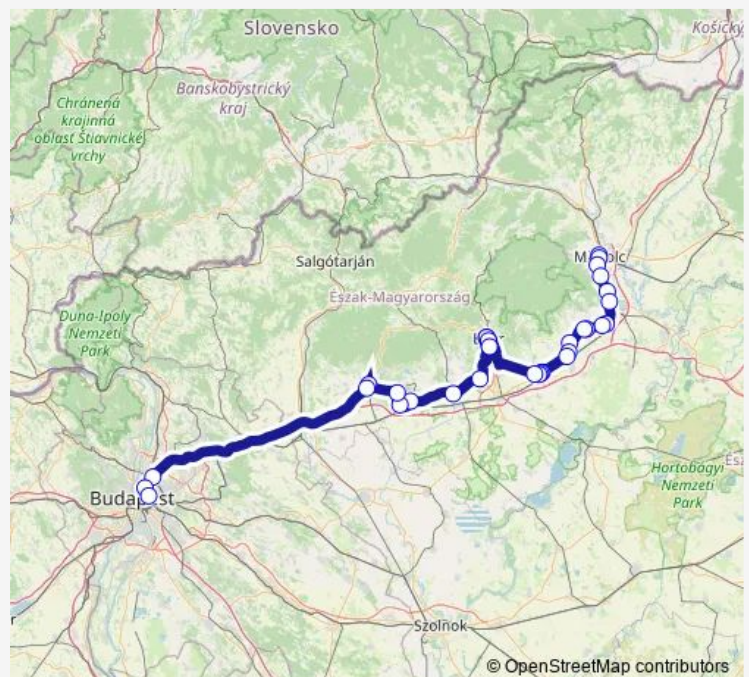 Slovensko
Košický
Banskobystrický
kraj
Chránená
krajinná
oblasť Štiavnické
vrchy
Salgótarján
Észak-Magyarország
Duna-Ipoly
Nemzeti
Park
Budapest
Hortobágyi
Nemzeti
Park
Szolnok
© OpenStreetMap contributors